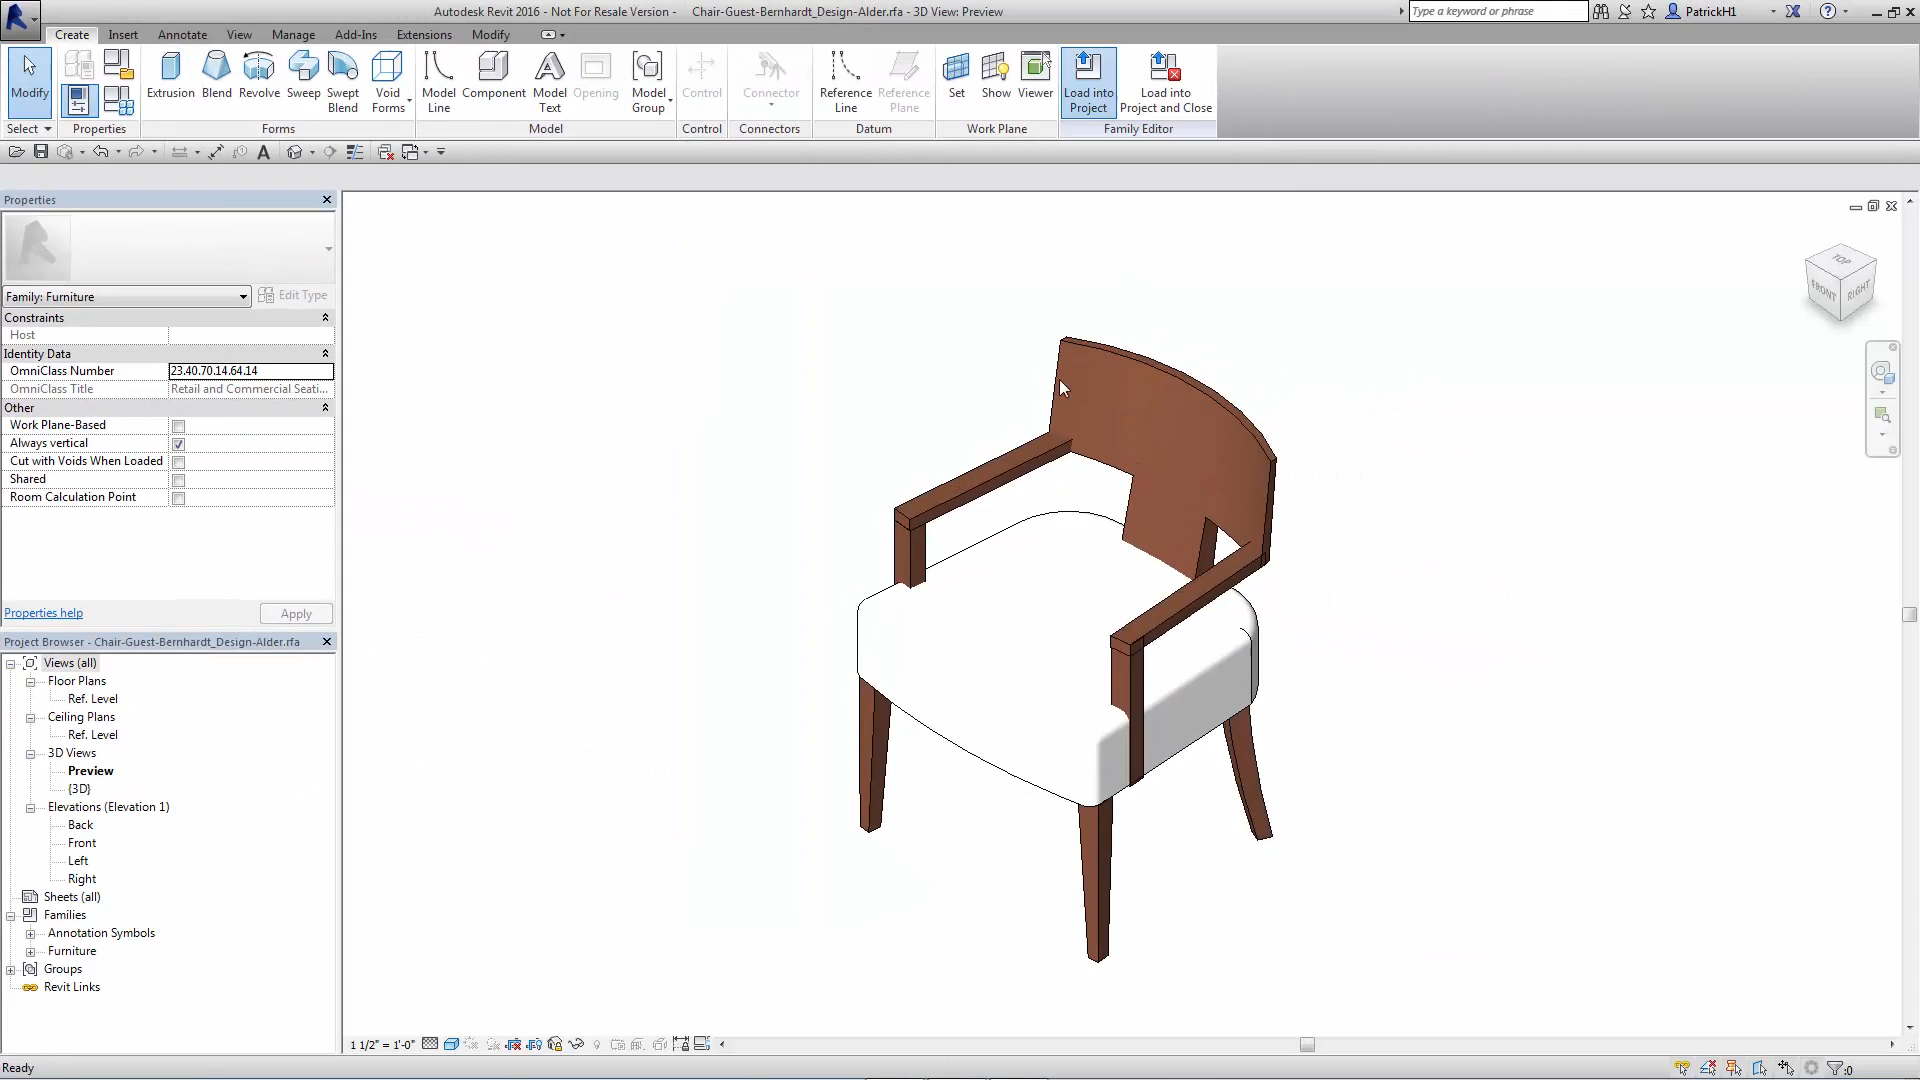 Autodesk Revit 2016 - Not For Resale Version - Chair-Guest-Bernhardt_Design-Alder.rfa - 3D View: Preview
Type a keyword or phrase
PatrickH1
Create Insert Annotate View Manage Add-Ins Extensions Modify
Modify
Extrusion Blend Revolve Sweep Swept Blend Void Forms
Model Line Component Model Text Opening Model Group
Control Connector
Reference Line Reference Plane
Set Show Viewer
Load into Project Load into Project and Close
Select Properties Forms Model Control Connectors Datum Work Plane Family Editor
Properties
Family: Furniture Edit Type
Constraints
Host
Identity Data
OmniClass Number 23.40.70.14.64.14
OmniClass Title Retail and Commercial Seati...
Other
Work Plane-Based
Always vertical
Cut with Voids When Loaded
Shared
Room Calculation Point
Properties help Apply
Project Browser - Chair-Guest-Bernhardt_Design-Alder.rfa
Views (all)
Floor Plans
Ref. Level
Ceiling Plans
Ref. Level
3D Views
Preview
{3D}
Elevations (Elevation 1)
Back
Front
Left
Right
Sheets (all)
Families
Annotation Symbols
Furniture
Groups
Revit Links
TOP
FRONT RIGHT
1 1/2" = 1'-0"
Ready
:0